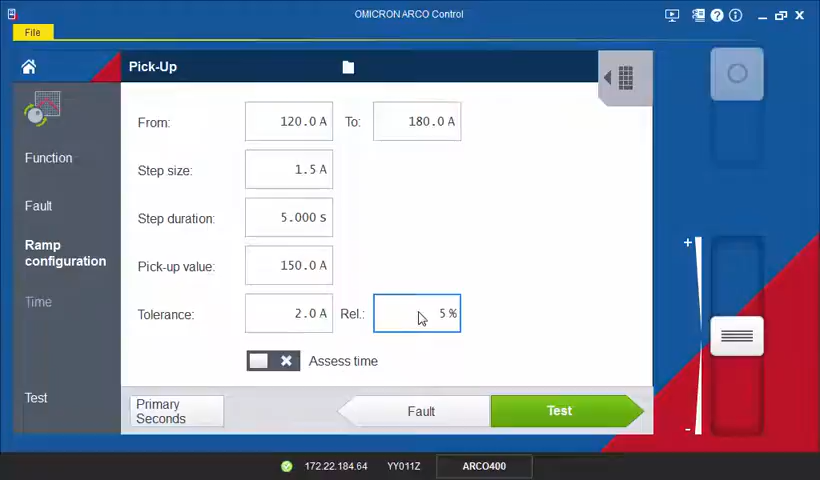 OMICRON ARCO Control
File
Pick-Up
From: 120.0 A To: 180.0 A
Function
Step size: 1.5 A
Fault
Step duration: 5.000 s
Ramp
configuration
Pick-up value: 150.0 A
Time
Tolerance: 2.0 A Rel.: 5 %
Assess time
Test
Primary
Seconds
Fault
Test
+
-
172.22.184.64 YY011Z ARCO400